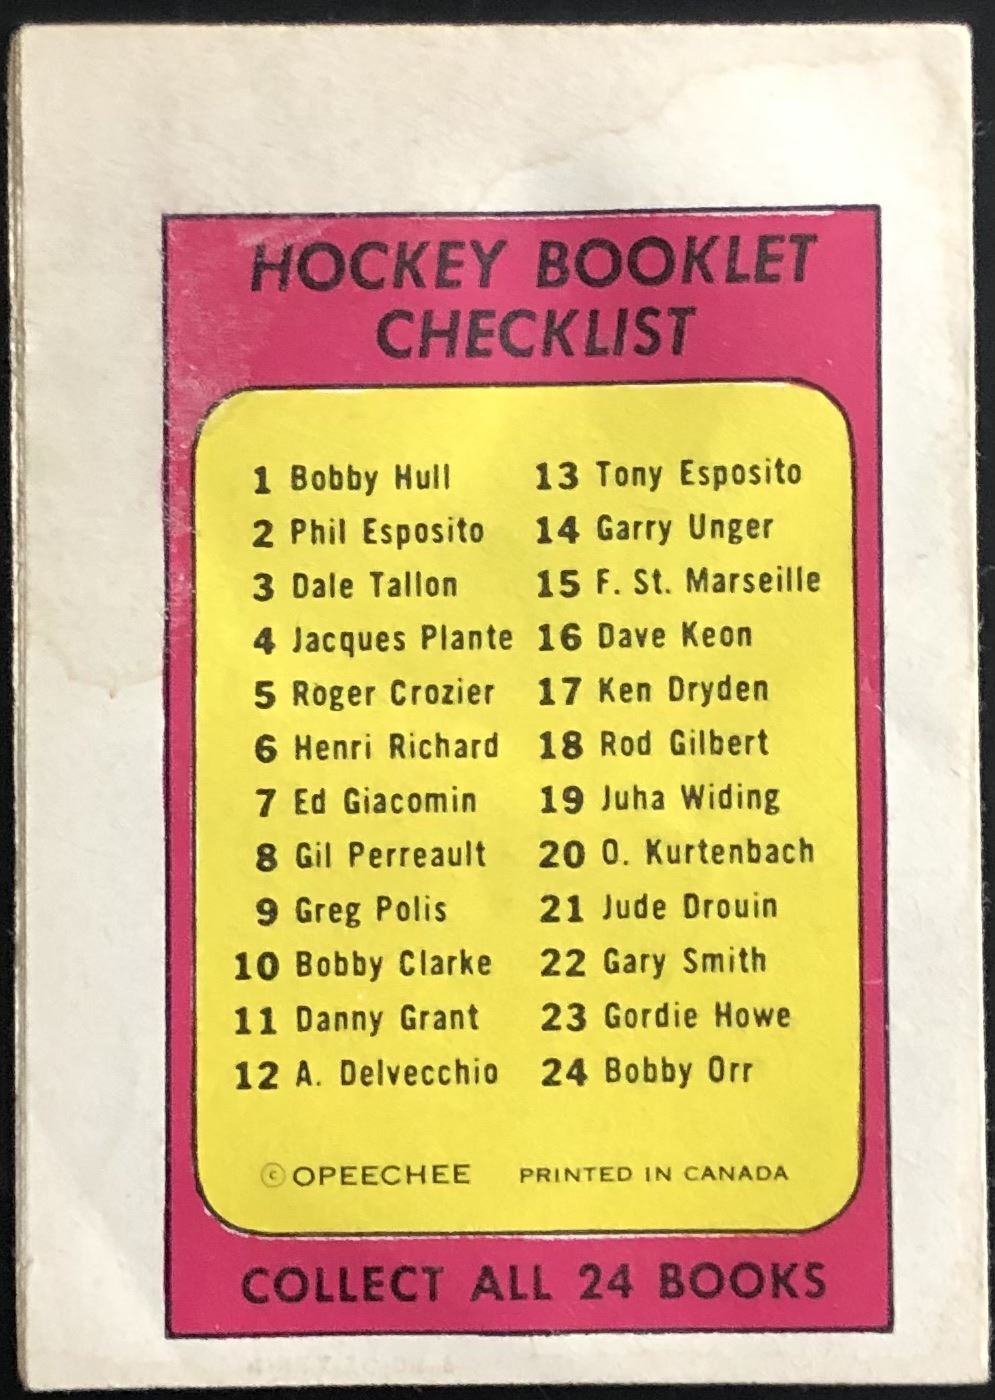 HOCKEY BOOKLET
CHECKLIST
1 Bobby Hull
2 Phil Esposito
3 Dale Tallon
4 Jacques Plante
5 Roger Crozier
6 Henri Richard
7 Ed Giacomin
8 Gil Perreault
9 Greg Polis
10 Bobby Clarke
11 Danny Grant
12 A. Delvecchio
13 Tony Esposito
14 Garry Unger
15 F. St. Marseille
16 Dave Keon
17 Ken Dryden
18 Rod Gilbert
19 Juha Widing
20 O. Kurtenbach
21 Jude Drouin
22 Gary Smith
23 Gordie Howe
24 Bobby Orr
© OPEECHEE PRINTED IN CANADA
COLLECT ALL 24 BOOKS